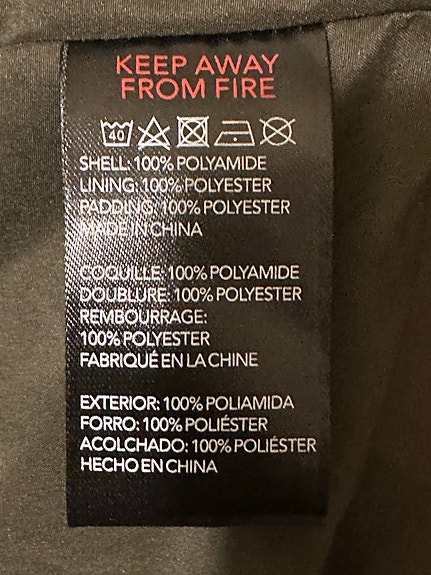 KEEP AWAY
FROM FIRE
40
SHELL: 100% POLYAMIDE
LINING: 100% POLYESTER
PADDING: 100% POLYESTER
MADE IN CHINA
COQUILLE: 100% POLYAMIDE
DOUBLURE: 100% POLYESTER
REMBOURRAGE:
100% POLYESTER
FABRIQUÉ EN LA CHINE
EXTERIOR: 100% POLIAMIDA
FORRO: 100% POLIÉSTER
ACOLCHADO: 100% POLIÉSTER
HECHO EN CHINA